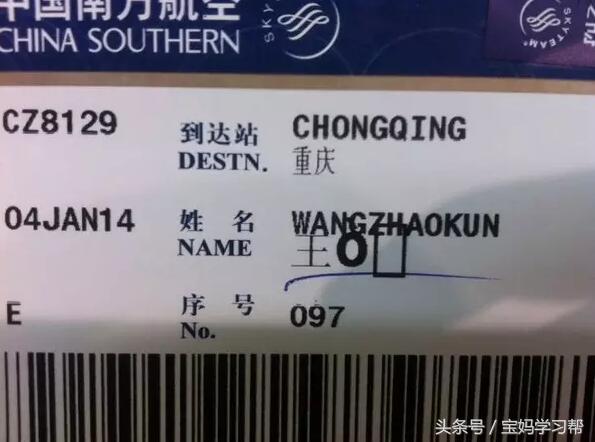 中国南方航空
CHINA SOUTHERN
SKYTEAM
CZ8129
到达站 CHONGQING
DESTN. 重庆
04JAN14
姓 名 WANGZHAOKUN
NAME 王O□
E
序 号
No. 097
头条号／宝妈学习帮